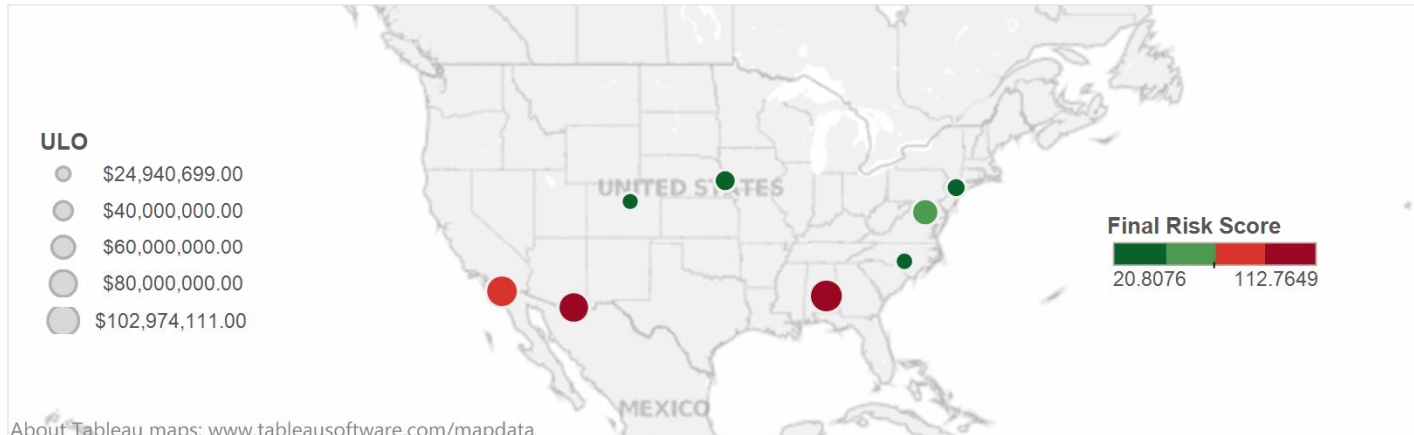 ULO
$24,940,699.00
$40,000,000.00
$60,000,000.00
$80,000,000.00
$102,974,111.00
UNITED STATES
MEXICO
Final Risk Score
20.8076 112.7649
About Tableau maps: www.tableausoftware.com/mapdata